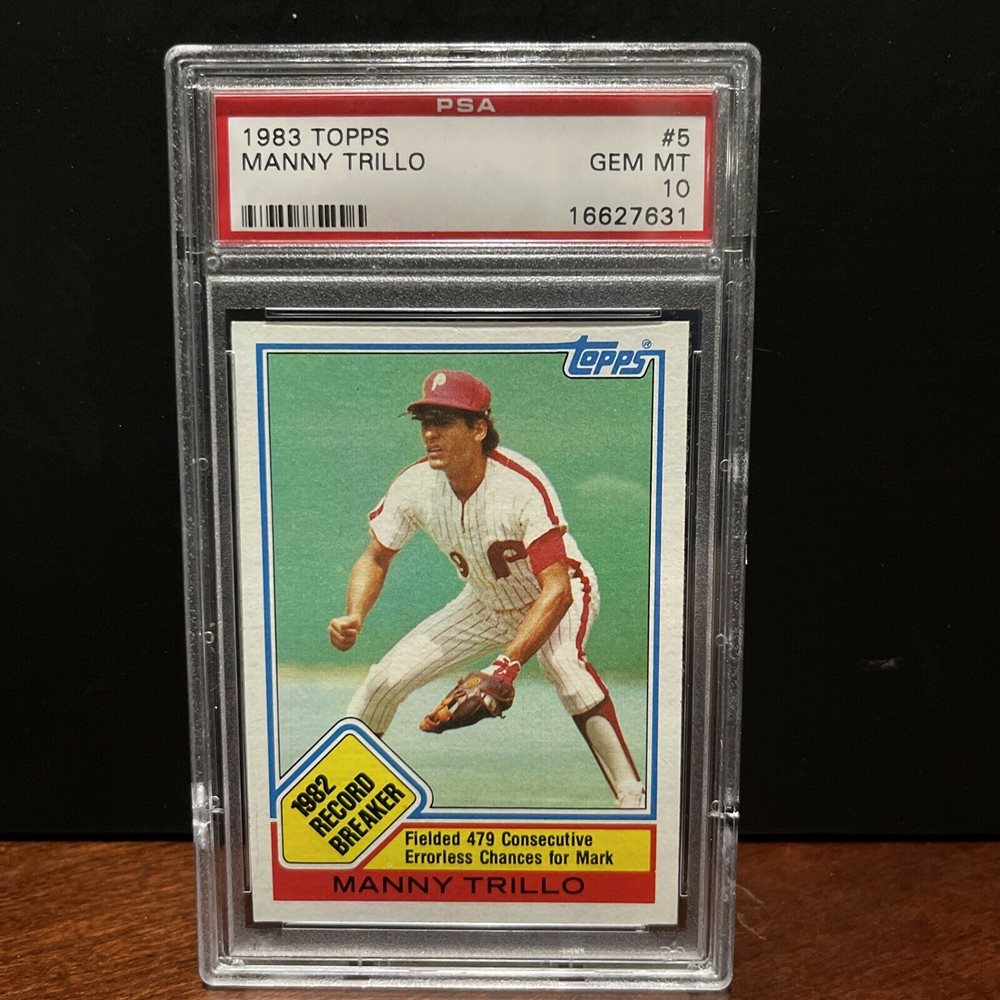 PSA
1983 TOPPS #5
MANNY TRILLO GEM MT
10
16627631
Topps®
P
9 P
1982
RECORD
BREAKER
Fielded 479 Consecutive
Errorless Chances for Mark
MANNY TRILLO